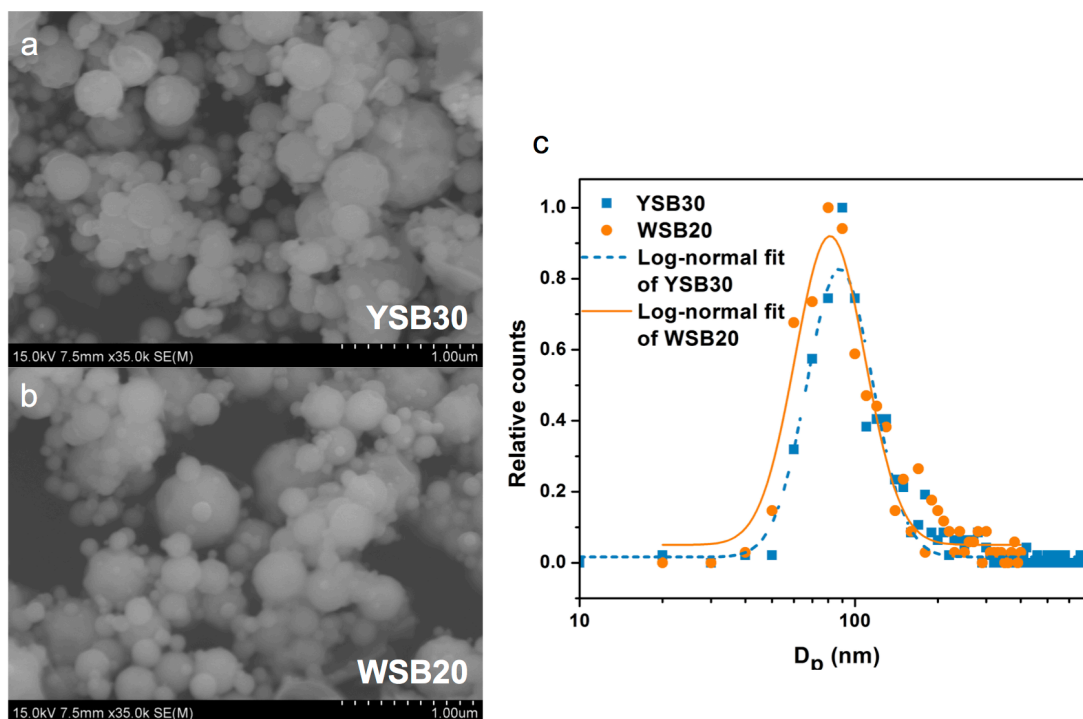 a
YSB30
15.0kV 7.5mm x35.0k SE(M)
1.00um
b
WSB20
15.0kV 7.5mm x35.0k SE(M)
1.00um
c
YSB30
WSB20
Log-normal fit
of YSB30
Log-normal fit
of WSB20
Relative counts
1.0
0.8
0.6
0.4
0.2
0.0
10
100
Dp (nm)